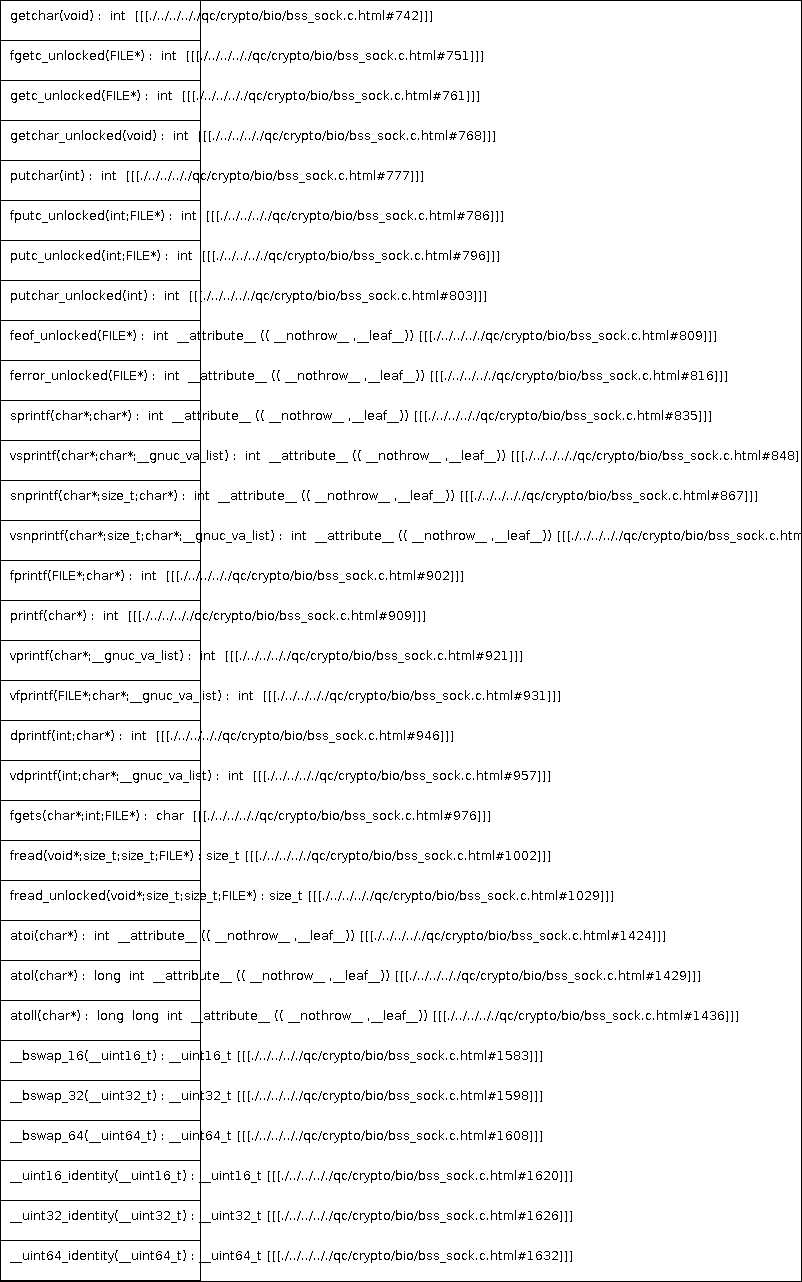 getchar(void) : int [[[./../../../../qc/crypto/bio/bss_sock.c.html#742]]]
fgetc_unlocked(FILE*) : int [[[./../../../../qc/crypto/bio/bss_sock.c.html#751]]]
getc_unlocked(FILE*) : int [[[./../../../../qc/crypto/bio/bss_sock.c.html#761]]]
getchar_unlocked(void) : int [[[./../../../../qc/crypto/bio/bss_sock.c.html#768]]]
putchar(int) : int [[[./../../../../qc/crypto/bio/bss_sock.c.html#777]]]
fputc_unlocked(int;FILE*) : int [[[./../../../../qc/crypto/bio/bss_sock.c.html#786]]]
putc_unlocked(int;FILE*) : int [[[./../../../../qc/crypto/bio/bss_sock.c.html#796]]]
putchar_unlocked(int) : int [[[./../../../../qc/crypto/bio/bss_sock.c.html#803]]]
feof_unlocked(FILE*) : int __attribute__ (( __nothrow__ ,__leaf__)) [[[./../../../../qc/crypto/bio/bss_sock.c.html#809]]]
ferror_unlocked(FILE*) : int __attribute__ (( __nothrow__ ,__leaf__)) [[[./../../../../qc/crypto/bio/bss_sock.c.html#816]]]
sprintf(char*;char*) : int __attribute__ (( __nothrow__ ,__leaf__)) [[[./../../../../qc/crypto/bio/bss_sock.c.html#835]]]
vsprintf(char*;char*;__gnuc_va_list) : int __attribute__ (( __nothrow__ ,__leaf__)) [[[./../../../../qc/crypto/bio/bss_sock.c.html#848]
snprintf(char*;size_t;char*) : int __attribute__ (( __nothrow__ ,__leaf__)) [[[./../../../../qc/crypto/bio/bss_sock.c.html#867]]]
vsnprintf(char*;size_t;char*;__gnuc_va_list) : int __attribute__ (( __nothrow__ ,__leaf__)) [[[./../../../../qc/crypto/bio/bss_sock.c.htm
fprintf(FILE*;char*) : int [[[./../../../../qc/crypto/bio/bss_sock.c.html#902]]]
printf(char*) : int [[[./../../../../qc/crypto/bio/bss_sock.c.html#909]]]
vprintf(char*;__gnuc_va_list) : int [[[./../../../../qc/crypto/bio/bss_sock.c.html#921]]]
vfprintf(FILE*;char*;__gnuc_va_list) : int [[[./../../../../qc/crypto/bio/bss_sock.c.html#931]]]
dprintf(int;char*) : int [[[./../../../../qc/crypto/bio/bss_sock.c.html#946]]]
vdprintf(int;char*;__gnuc_va_list) : int [[[./../../../../qc/crypto/bio/bss_sock.c.html#957]]]
fgets(char*;int;FILE*) : char [[[./../../../../qc/crypto/bio/bss_sock.c.html#976]]]
fread(void*;size_t;size_t;FILE*) : size_t [[[./../../../../qc/crypto/bio/bss_sock.c.html#1002]]]
fread_unlocked(void*;size_t;size_t;FILE*) : size_t [[[./../../../../qc/crypto/bio/bss_sock.c.html#1029]]]
atoi(char*) : int __attribute__ (( __nothrow__ ,__leaf__)) [[[./../../../../qc/crypto/bio/bss_sock.c.html#1424]]]
atol(char*) : long int __attribute__ (( __nothrow__ ,__leaf__)) [[[./../../../../qc/crypto/bio/bss_sock.c.html#1429]]]
atoll(char*) : long long int __attribute__ (( __nothrow__ ,__leaf__)) [[[./../../../../qc/crypto/bio/bss_sock.c.html#1436]]]
__bswap_16(__uint16_t) : __uint16_t [[[./../../../../qc/crypto/bio/bss_sock.c.html#1583]]]
__bswap_32(__uint32_t) : __uint32_t [[[./../../../../qc/crypto/bio/bss_sock.c.html#1598]]]
__bswap_64(__uint64_t) : __uint64_t [[[./../../../../qc/crypto/bio/bss_sock.c.html#1608]]]
__uint16_identity(__uint16_t) : __uint16_t [[[./../../../../qc/crypto/bio/bss_sock.c.html#1620]]]
__uint32_identity(__uint32_t) : __uint32_t [[[./../../../../qc/crypto/bio/bss_sock.c.html#1626]]]
__uint64_identity(__uint64_t) : __uint64_t [[[./../../../../qc/crypto/bio/bss_sock.c.html#1632]]]